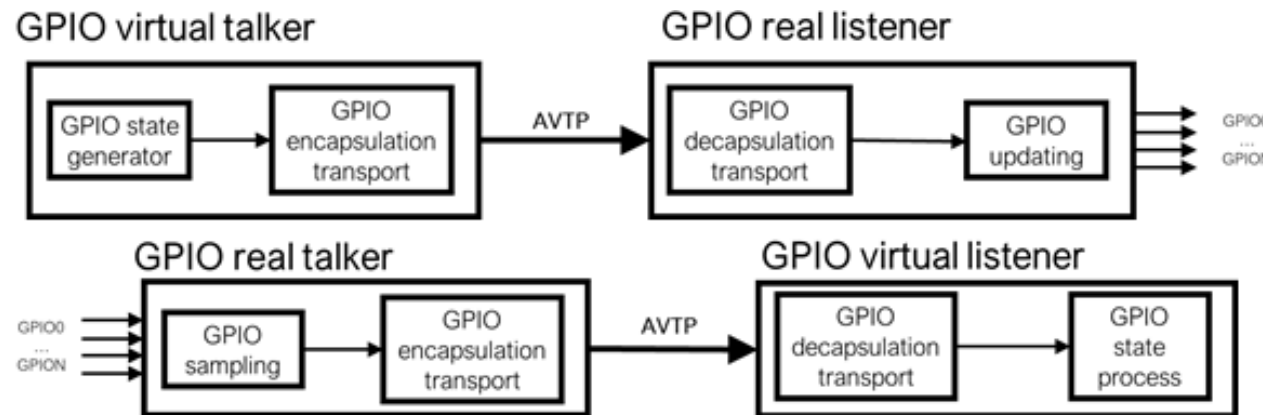 GPIO virtual talker
GPIO real listener
GPIO state
generator
GPIO
encapsulation
transport
AVTP
GPIO
decapsulation
transport
GPIO
updating
...
GPIO real talker
GPIO virtual listener
GPIO0
...
GPION
GPIO
sampling
GPIO
encapsulation
transport
AVTP
GPIO
decapsulation
transport
GPIO
state
process